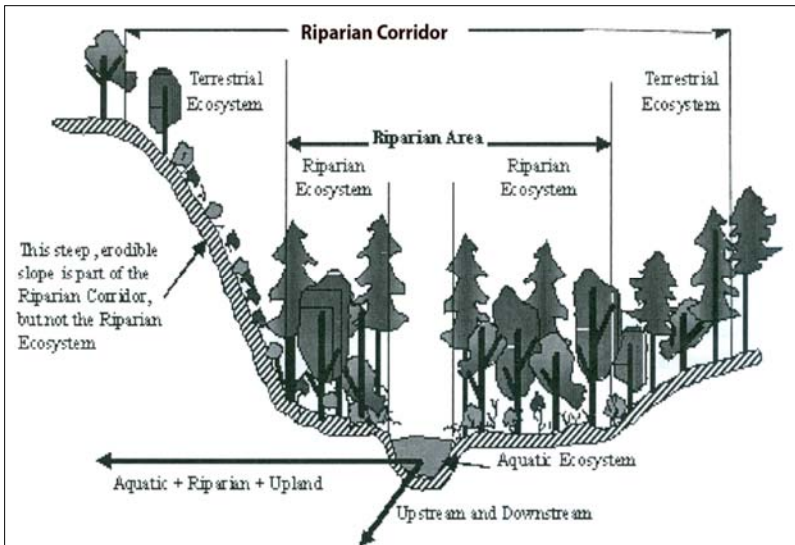 Riparian Corridor
Terrestrial
Ecosystem
Terrestrial
Ecosystem
Riparian Area
Riparian
Ecosystem
Riparian
Ecosystem
This steep, erodible
slope is part of the
Riparian Corridor,
but not the Riparian
Ecosystem
Aquatic Ecosystem
Aquatic + Riparian + Upland
Upstream and Downstream